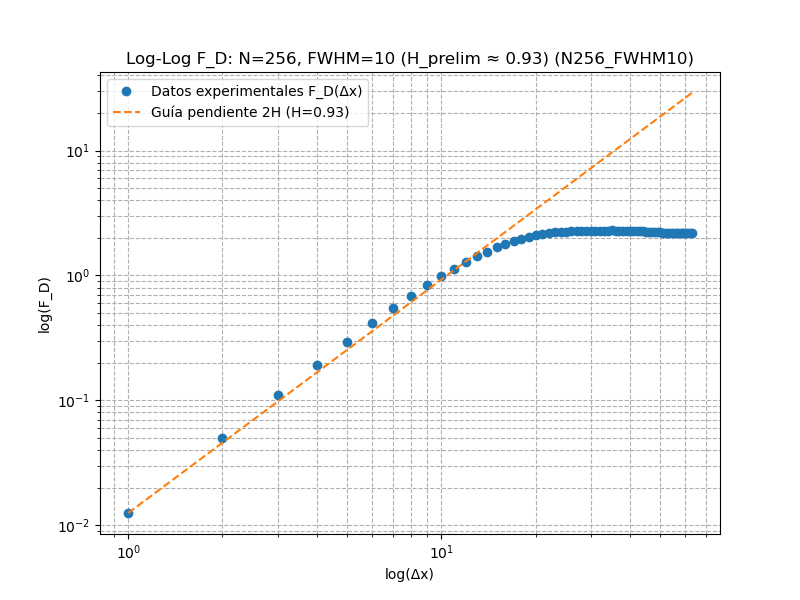 Log-Log F_D: N=256, FWHM=10 (H_prelim ≈ 0.93) (N256_FWHM10)
Datos experimentales F_D(Δx)
Guía pendiente 2H (H=0.93)
log(F_D)
10¹
10⁰
10⁻¹
10⁻²
10⁰
10¹
log(Δx)